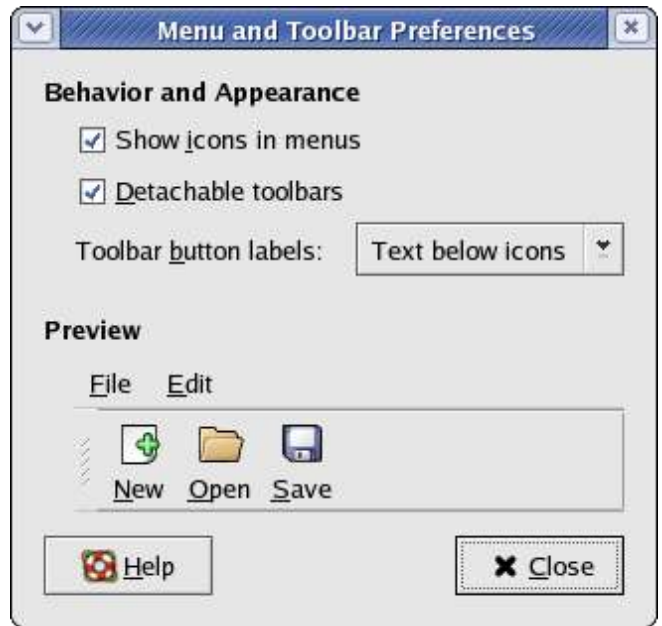 Menu and Toolbar Preferences
Behavior and Appearance
Show icons in menus
Detachable toolbars
Toolbar button labels: Text below icons
Preview
File Edit
New Open Save
Help Close